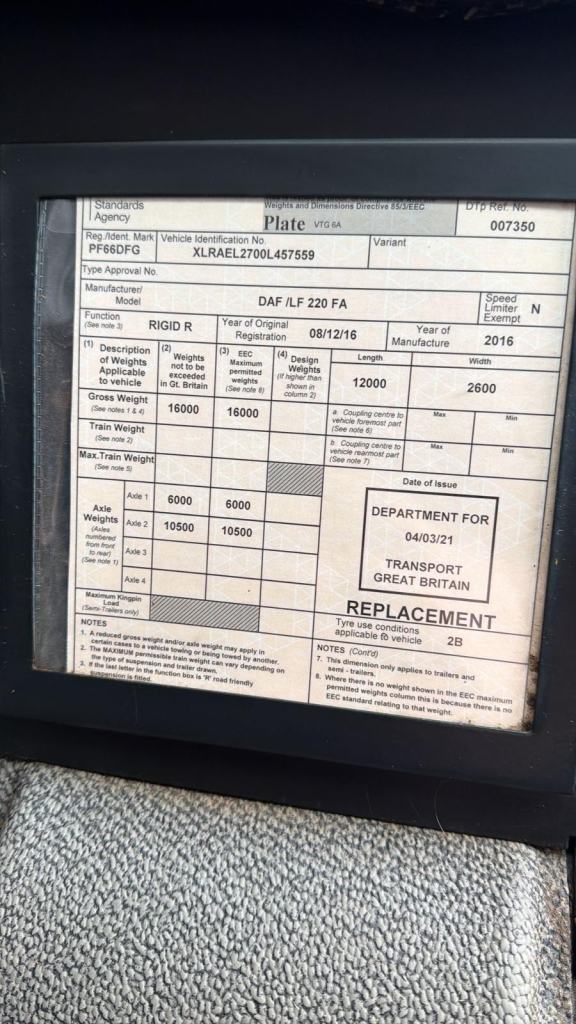 Standards
Agency
Weights and Dimensions Directive 85/3/EEC
Plate VTG 6A
DTp Ref. No.
007350
Reg./Ident. Mark
PF66DFG
Vehicle Identification No.
XLRAEL2700L457559
Variant
Type Approval No.
Manufacturer/
Model
DAF /LF 220 FA
Speed
Limiter
Exempt
N
Function
(See note 3)
RIGID R
Year of Original
Registration
08/12/16
Year of
Manufacture
2016
(1) Description
of Weights
Applicable
to vehicle
(2) Weights
not to be
exceeded
in Gt. Britain
(3) EEC
Maximum
permitted
weights
(See note 8)
(4) Design
Weights
(If higher than
shown in
column 2)
Length
12000
Width
2600
Gross Weight
(See notes 1 & 4)
16000
16000
a. Coupling centre to
vehicle foremost part
(See note 6)
Max
Min
Train Weight
(See note 2)
b. Coupling centre to
vehicle rearmost part
(See note 7)
Max
Min
Max.Train Weight
(See note 5)
Axle
Weights
(Axles
numbered
from front
to rear)
(See note 1)
Axle 1
6000
6000
Axle 2
10500
10500
Axle 3
Axle 4
Maximum Kingpin
Load
(Semi-Trailers only)
Date of Issue
DEPARTMENT FOR
04/03/21
TRANSPORT
GREAT BRITAIN
REPLACEMENT
Tyre use conditions
applicable to vehicle
2B
NOTES
1. A reduced gross weight and/or axle weight may apply in
certain cases to a vehicle towing or being towed by another.
2. The MAXIMUM permissible train weight can vary depending on
the type of suspension and trailer drawn.
3. If the last letter in the function box is 'R' road friendly
suspension is fitted.
NOTES (Cont'd)
7. This dimension only applies to trailers and
semi - trailers.
8. Where there is no weight shown in the EEC maximum
permitted weights column this is because there is no
EEC standard relating to that weight.